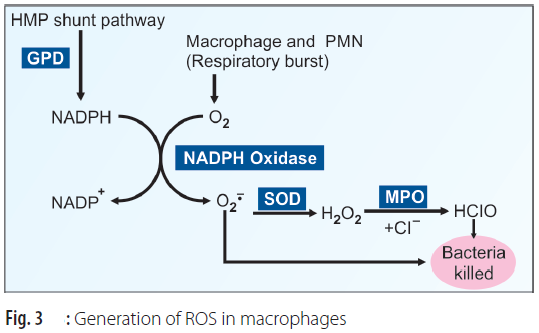 HMP shunt pathway
GPD
Macrophage and PMN
(Respiratory burst)
NADPH
O₂
NADPH Oxidase
NADP⁺
O₂•̄
SOD
H₂O₂
MPO
+Cl⁻
HClO
Bacteria
killed
Fig. 3 : Generation of ROS in macrophages